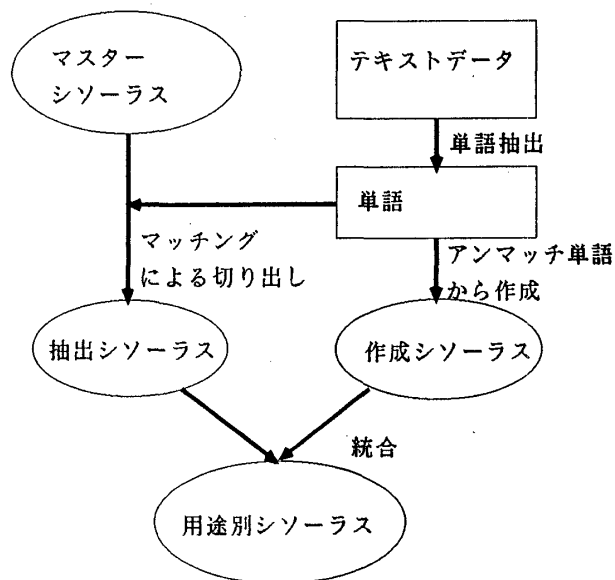 マスター
シソーラス
テキストデータ
単語抽出
単語
マッチング
による切り出し
アンマッチ単語
から作成
抽出シソーラス
作成シソーラス
統合
用途別シソーラス